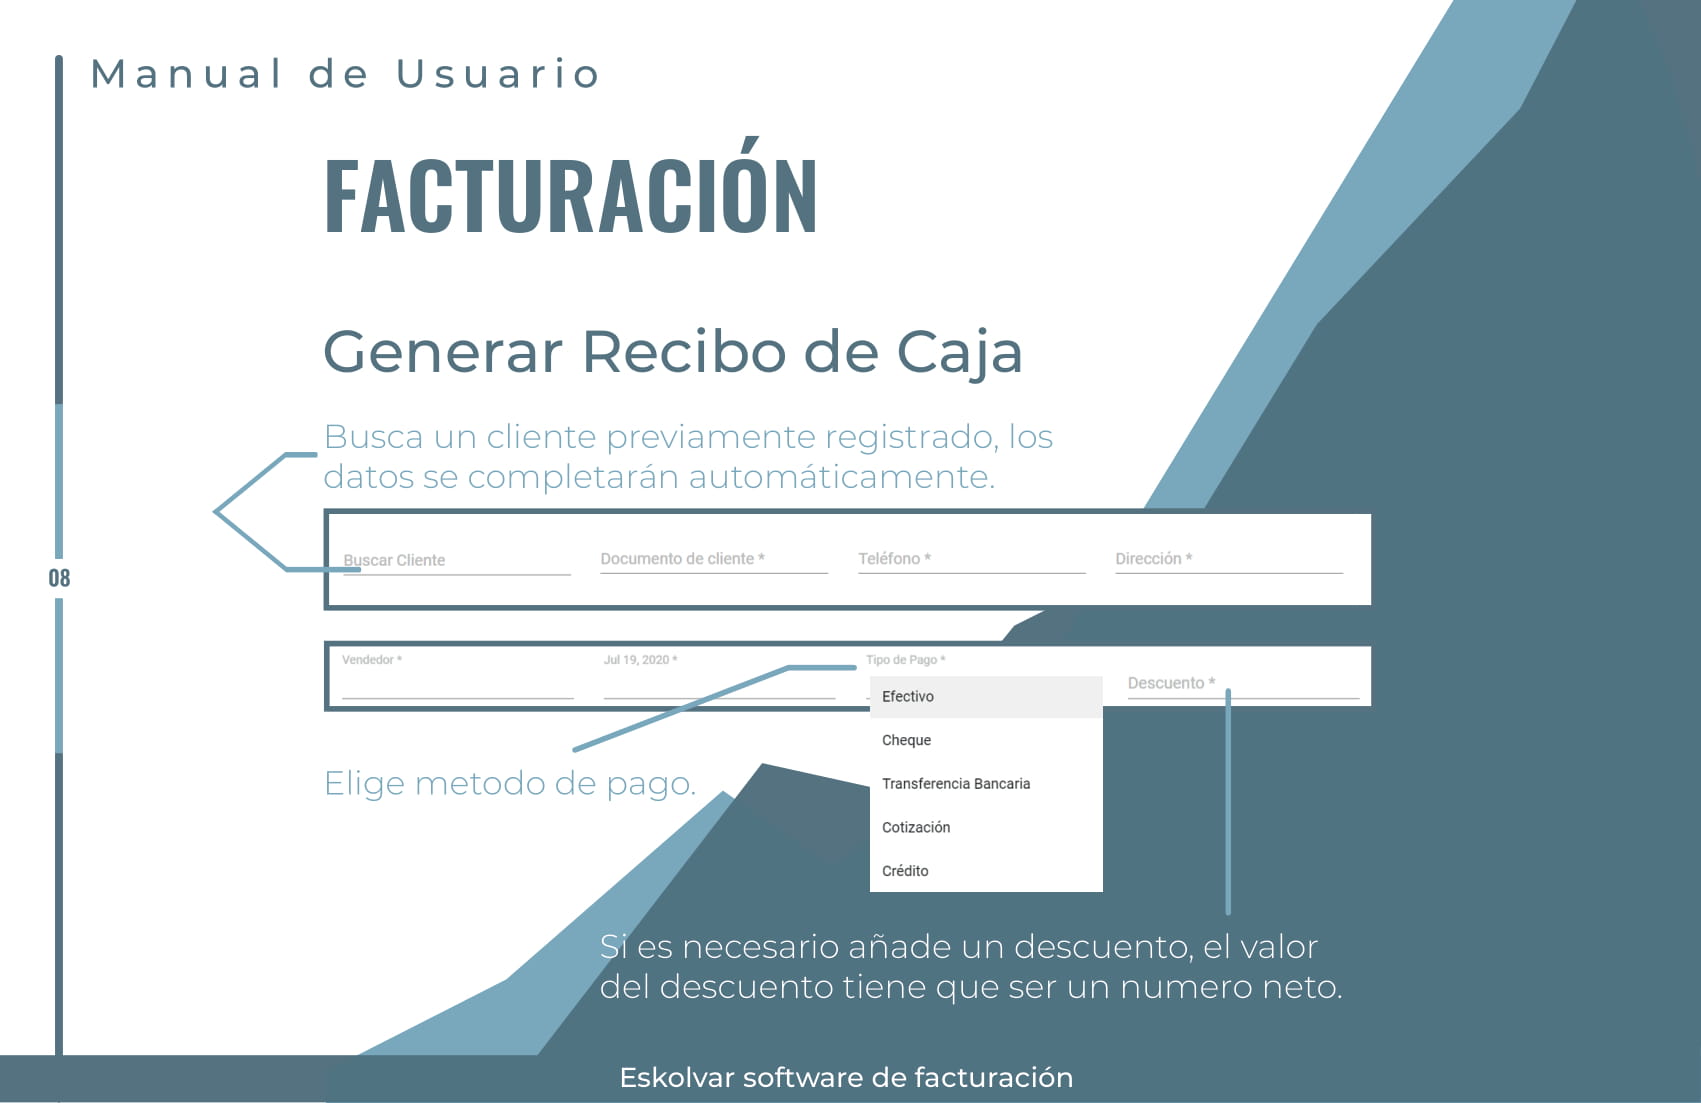 Manual de Usuario
FACTURACIÓN
Generar Recibo de Caja
Busca un cliente previamente registrado, los
datos se completarán automáticamente.
Buscar Cliente
Documento de cliente *
Teléfono *
Dirección *
08
Vendedor *
Jul 19, 2020 *
Tipo de Pago *
Descuento *
Efectivo
Cheque
Transferencia Bancaria
Cotización
Crédito
Elige metodo de pago.
Si es necesario añade un descuento, el valor
del descuento tiene que ser un numero neto.
Eskolvar software de facturación